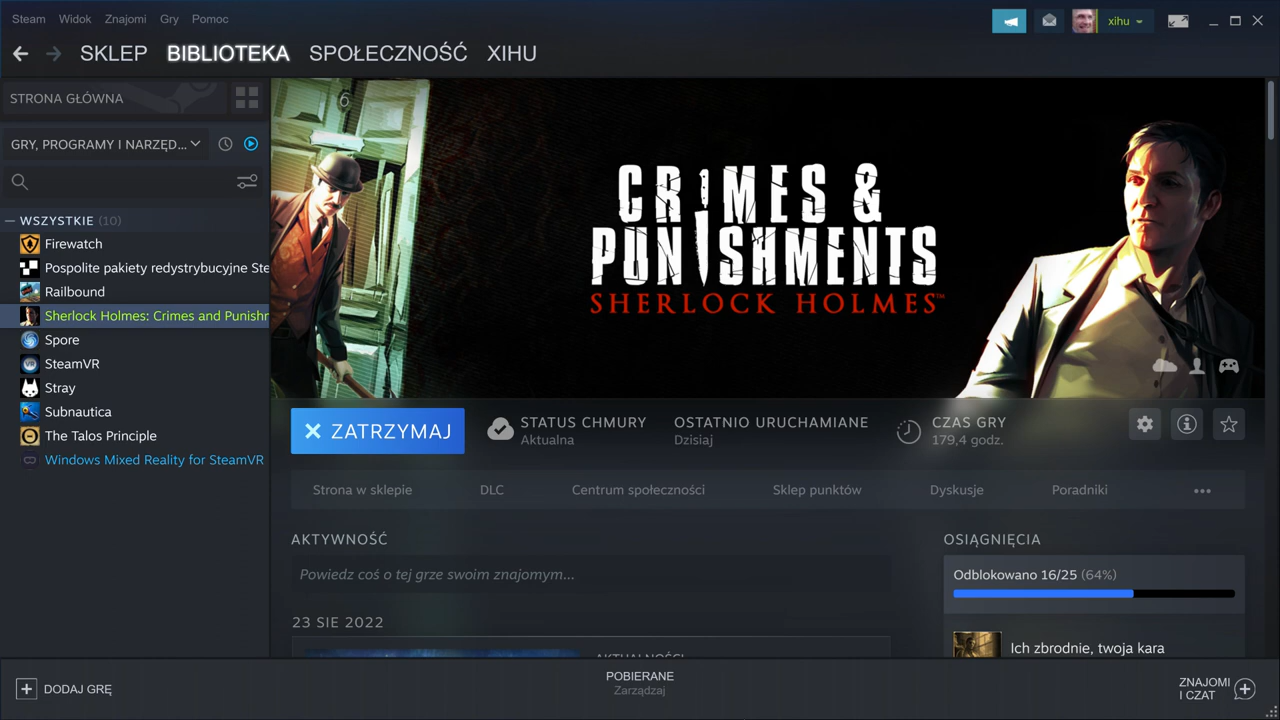 Steam Widok Znajomi Gry Pomoc
xihu
SKLEP BIBLIOTEKA SPOŁECZNOŚĆ XIHU
STRONA GŁÓWNA
GRY, PROGRAMY I NARZĘD...
WSZYSTKIE (10)
Firewatch
Pospolite pakiety redystrybucyjne Ste
Railbound
Sherlock Holmes: Crimes and Punishm
Spore
SteamVR
Stray
Subnautica
The Talos Principle
Windows Mixed Reality for SteamVR
6
CRIMES &
PUNISHMENTS
SHERLOCK HOLMES™
ZATRZYMAJ
STATUS CHMURY
Aktualna
OSTATNIO URUCHAMIANE
Dzisiaj
CZAS GRY
179,4 godz.
Strona w sklepie DLC Centrum społeczności Sklep punktów Dyskusje Poradniki
AKTYWNOŚĆ
Powiedz coś o tej grze swoim znajomym...
23 SIE 2022
AKTUALNOŚCI
OSIĄGNIĘCIA
Odblokowano 16/25 (64%)
Ich zbrodnie, twoja kara
DODAJ GRĘ
POBIERANE
Zarządzaj
ZNAJOMI
I CZAT